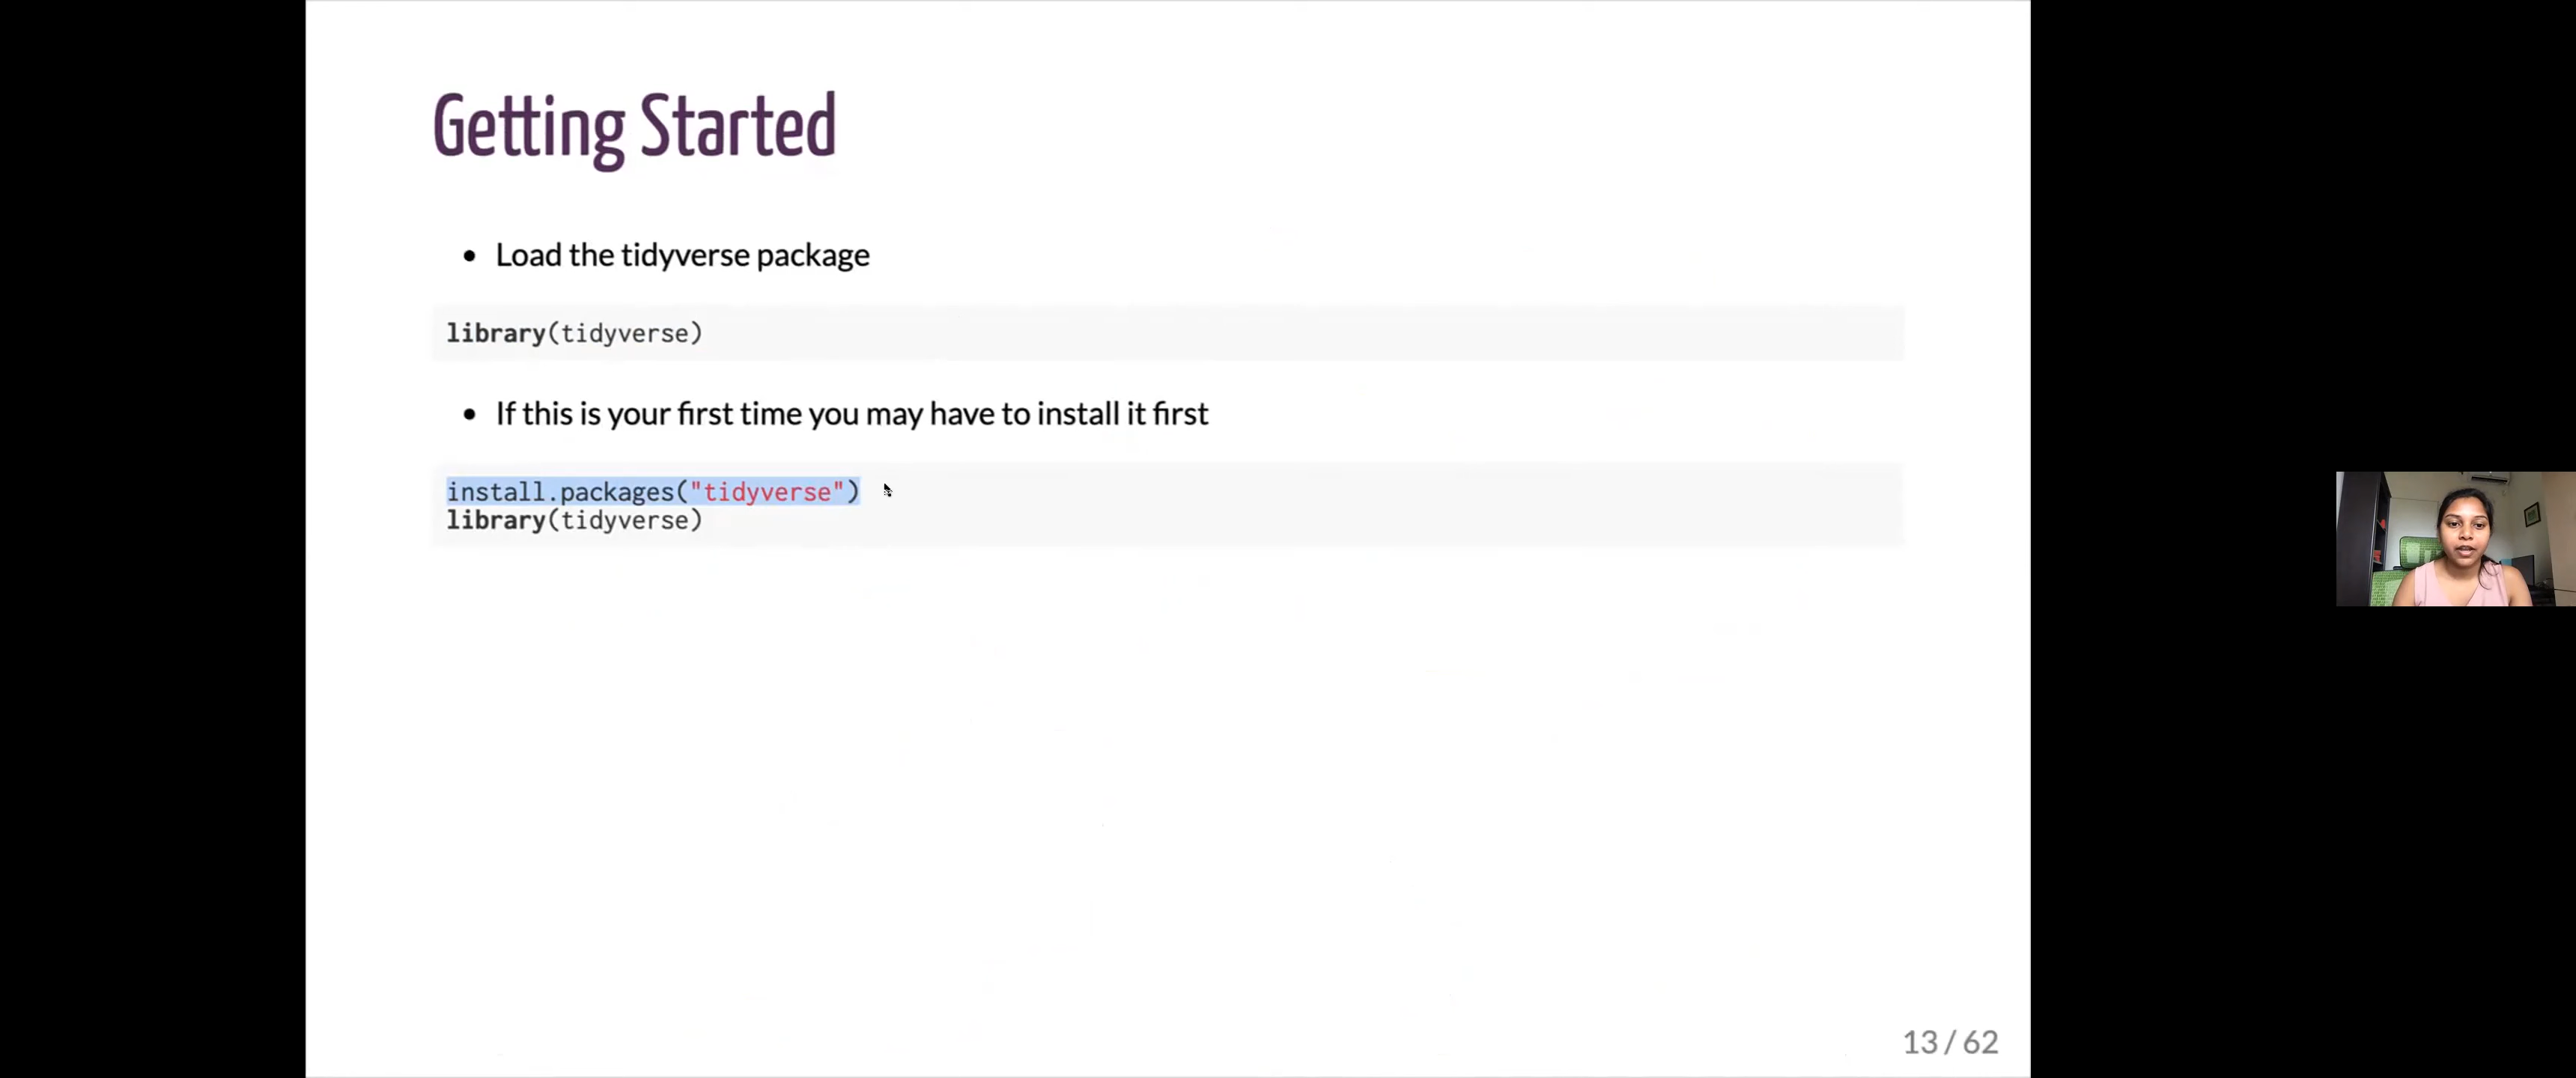 Getting Started
Load the tidyverse package
library(tidyverse)
If this is your first time you may have to install it first
install.packages("tidyverse")
library(tidyverse)
13 / 62